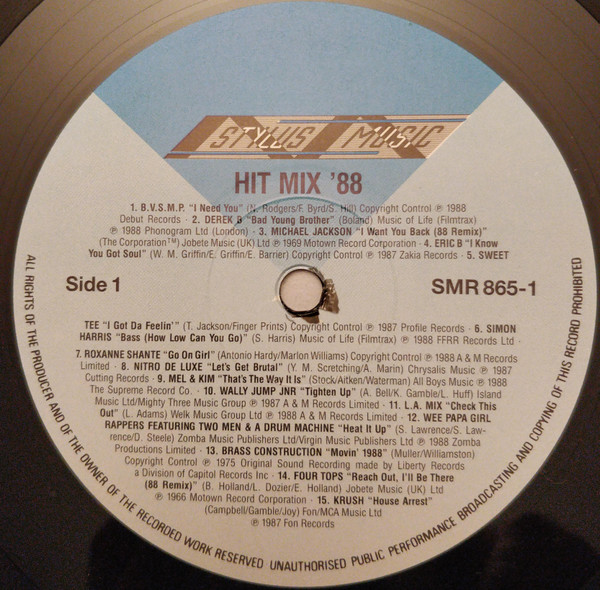 STYLUS MUSIC
HIT MIX '88
1. B.V.S.M.P. "I Need You" (N. Rodgers/F. Byrd/S. Hill) Copyright Control ℗ 1988
Debut Records · 2. DEREK B "Bad Young Brother" (Boland) Music of Life (Filmtrax)
℗ 1988 Phonogram Ltd (London) · 3. MICHAEL JACKSON "I Want You Back (88 Remix)"
(The Corporation™) Jobete Music (UK) Ltd ℗ 1969 Motown Record Corporation · 4. ERIC B "I Know
You Got Soul" (W. M. Griffin/E. Griffin/E. Barrier) Copyright Control ℗ 1987 Zakia Records · 5. SWEET
Side 1
SMR 865-1
TEE "I Got Da Feelin'" (T. Jackson/Finger Prints) Copyright Control ℗ 1987 Profile Records · 6. SIMON
HARRIS "Bass (How Low Can You Go)" (S. Harris) Music of Life (Filmtrax) ℗ 1988 FFRR Records Ltd ·
7. ROXANNE SHANTE "Go On Girl" (Antonio Hardy/Marlon Williams) Copyright Control ℗ 1988 A & M Records
Limited · 8. NITRO DE LUXE "Let's Get Brutal" (Y. M. Scretching/A. Marin) Chrysalis Music ℗ 1987
Cutting Records · 9. MEL & KIM "That's The Way It Is" (Stock/Aitken/Waterman) All Boys Music ℗ 1988
The Supreme Record Co. · 10. WALLY JUMP JNR "Tighten Up" (A. Bell/K. Gamble/L. Huff) Island
Music Ltd/Mighty Three Music Group ℗ 1987 A & M Records Limited · 11. L.A. MIX "Check This
Out" (L. Adams) Welk Music Group Ltd ℗ 1988 A & M Records Limited · 12. WEE PAPA GIRL
RAPPERS FEATURING TWO MEN & A DRUM MACHINE "Heat It Up" (S. Lawrence/S. Law-
rence/D. Steele) Zomba Music Publishers Ltd/Virgin Music Publishers Ltd ℗ 1988 Zomba
Productions Limited · 13. BRASS CONSTRUCTION "Movin' 1988" (Muller/Williamston)
Copyright Control ℗ 1975 Original Sound Recording made by Liberty Records
a Division of Capitol Records Inc · 14. FOUR TOPS "Reach Out, I'll Be There
(88 Remix)" (B. Holland/L. Dozier/E. Holland) Jobete Music (UK) Ltd
℗ 1966 Motown Record Corporation · 15. KRUSH "House Arrest"
(Campbell/Gamble/Joy) Fon/MCA Music Ltd
℗ 1987 Fon Records
ALL RIGHTS OF THE PRODUCER AND OF THE OWNER OF THE RECORDED WORK RESERVED UNAUTHORISED PUBLIC PERFORMANCE BROADCASTING AND COPYING OF THIS RECORD PROHIBITED